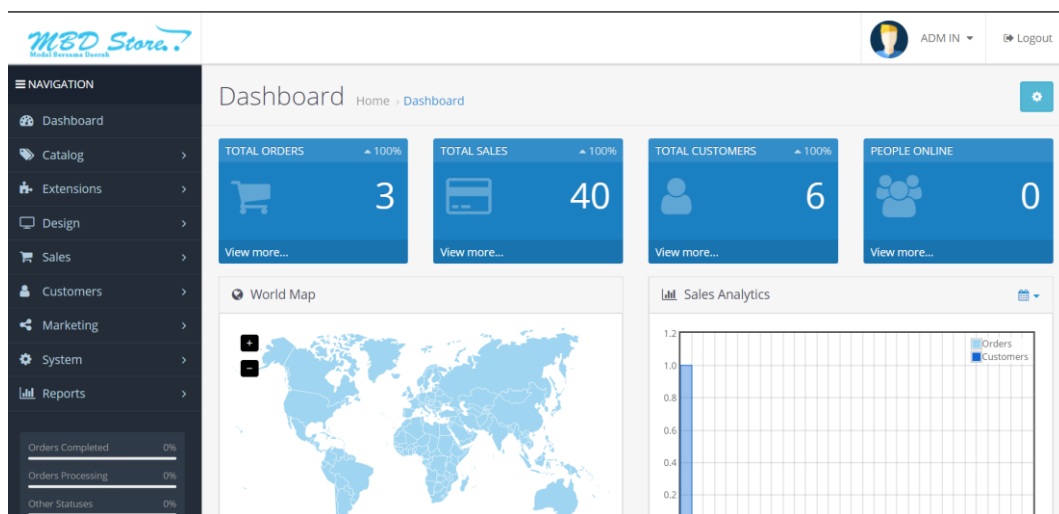 MBD Store.
Modal Bersama Daerah
ADM IN
Logout
NAVIGATION
Dashboard
Catalog
Extensions
Design
Sales
Customers
Marketing
System
Reports
Orders Completed 0%
Orders Processing 0%
Other Statuses 0%
Dashboard Home › Dashboard
TOTAL ORDERS 100%
3
View more...
TOTAL SALES 100%
40
View more...
TOTAL CUSTOMERS 100%
6
View more...
PEOPLE ONLINE
0
View more...
World Map
+
−
Sales Analytics
1.2
1.0
0.8
0.6
0.4
0.2
Orders
Customers